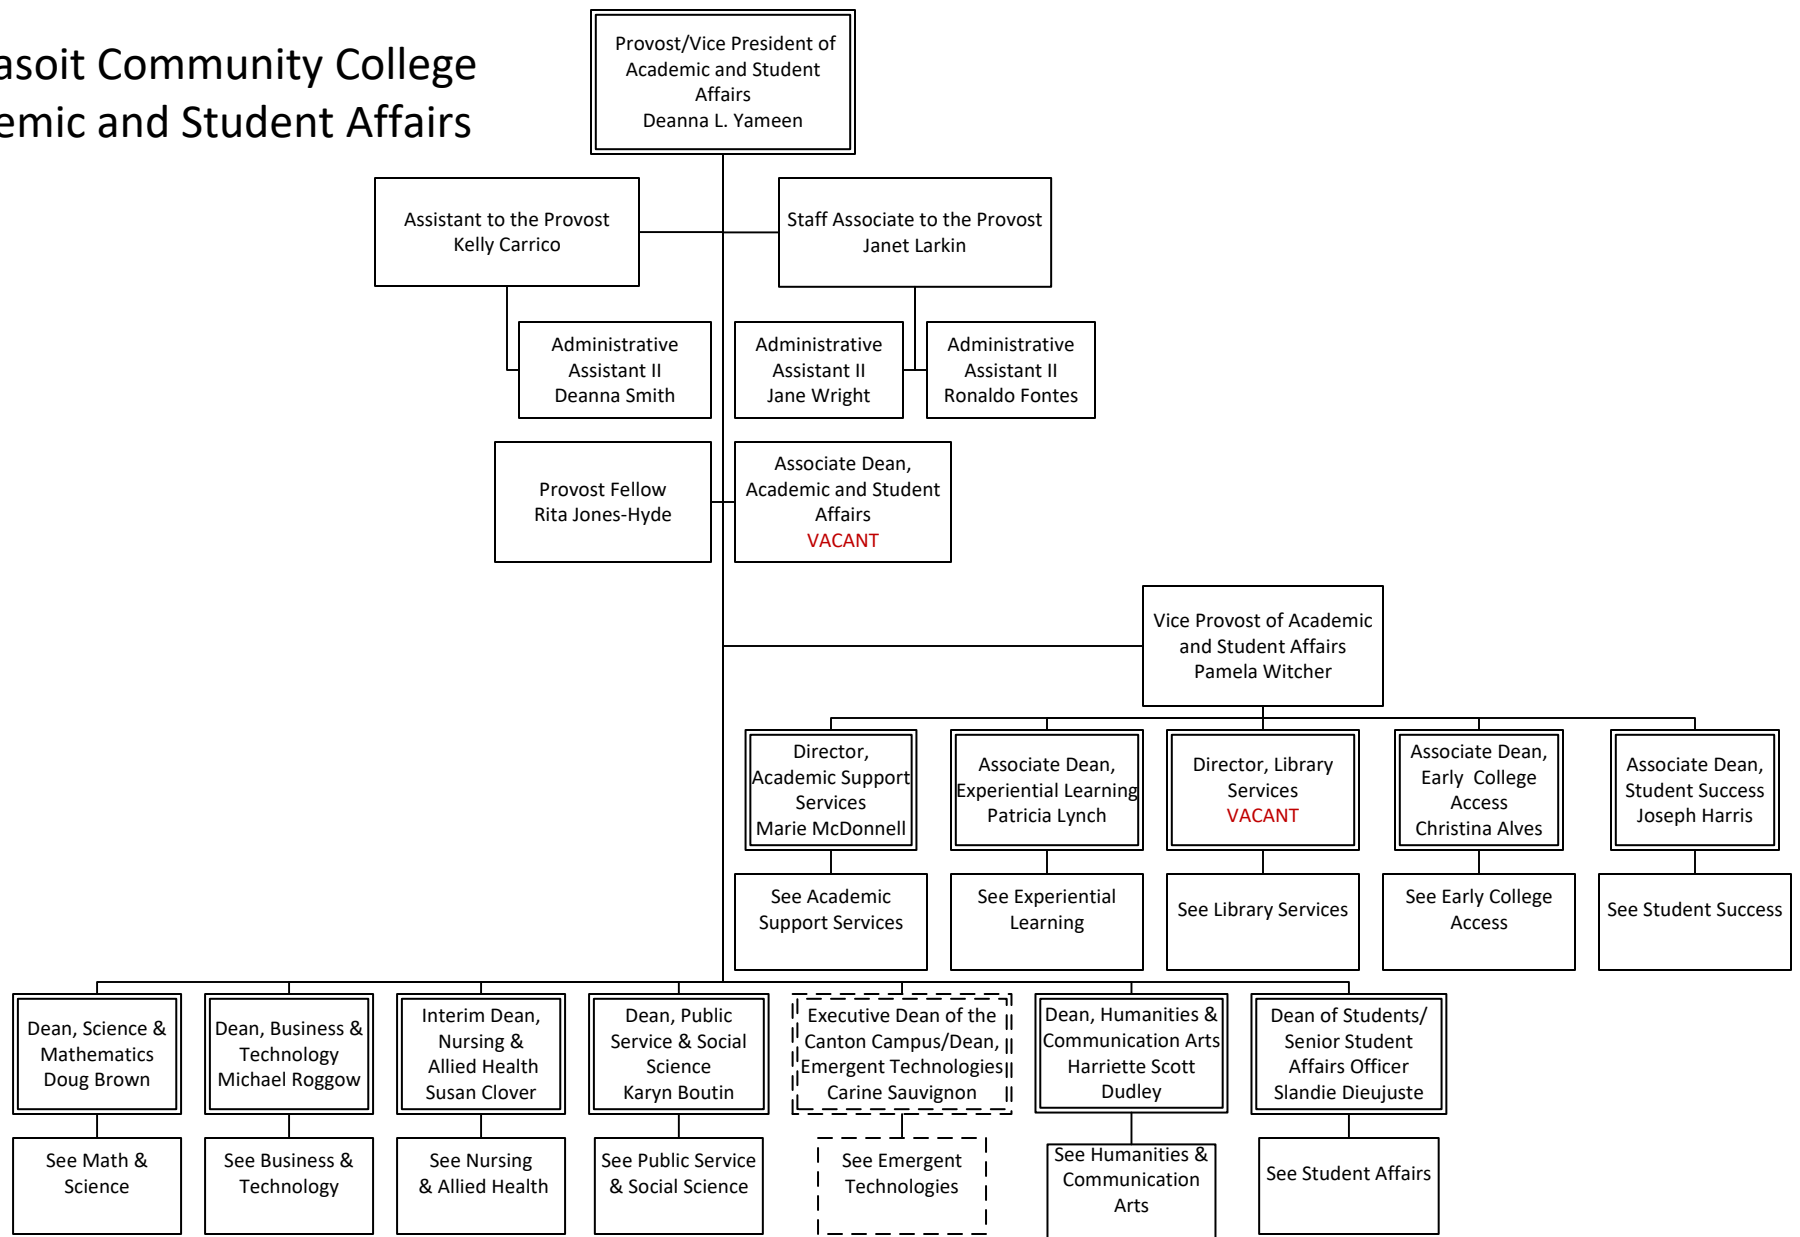 asoit Community College
emic and Student Affairs
Provost/Vice President of
Academic and Student
Affairs
Deanna L. Yameen
Assistant to the Provost
Kelly Carrico
Staff Associate to the Provost
Janet Larkin
Administrative
Assistant II
Deanna Smith
Administrative
Assistant II
Jane Wright
Administrative
Assistant II
Ronaldo Fontes
Provost Fellow
Rita Jones-Hyde
Associate Dean,
Academic and Student
Affairs
VACANT
Vice Provost of Academic
and Student Affairs
Pamela Witcher
Director,
Academic Support
Services
Marie McDonnell
Associate Dean,
Experiential Learning
Patricia Lynch
Director, Library
Services
VACANT
Associate Dean,
Early College
Access
Christina Alves
Associate Dean,
Student Success
Joseph Harris
See Academic
Support Services
See Experiential
Learning
See Library Services
See Early College
Access
See Student Success
Dean, Science &
Mathematics
Doug Brown
Dean, Business &
Technology
Michael Roggow
Interim Dean,
Nursing &
Allied Health
Susan Clover
Dean, Public
Service & Social
Science
Karyn Boutin
Executive Dean of the
Canton Campus/Dean,
Emergent Technologies
Carine Sauvignon
Dean, Humanities &
Communication Arts
Harriette Scott
Dudley
Dean of Students/
Senior Student
Affairs Officer
Slandie Dieujuste
See Math &
Science
See Business &
Technology
See Nursing
& Allied Health
See Public Service
& Social Science
See Emergent
Technologies
See Humanities &
Communication
Arts
See Student Affairs